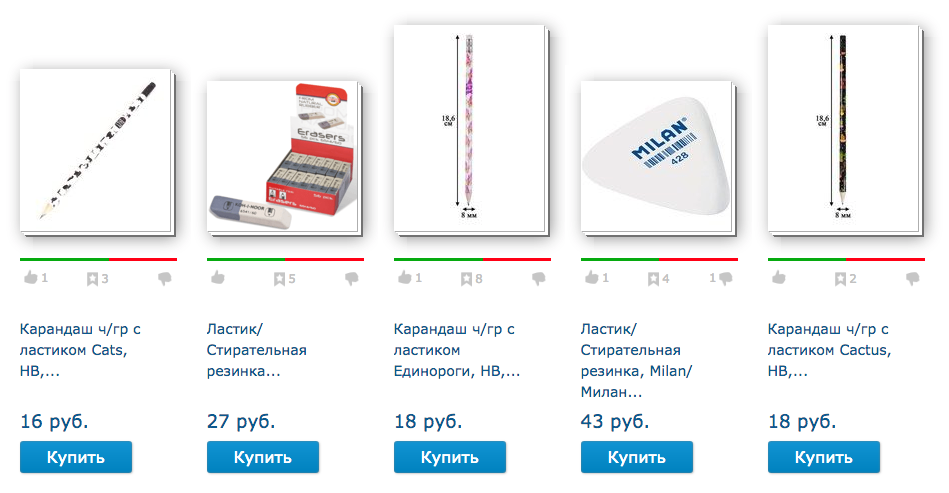 18,6
см
8 мм
KOH-I-NOOR
Erasers
MILAN®
428
18,6
см
8 мм
1
3
5
1
8
1
4
1
2
Карандаш ч/гр с
ластиком Cats,
HB,...
16 руб.
Купить
Ластик/
Стирательная
резинка...
27 руб.
Купить
Карандаш ч/гр с
ластиком
Единороги, HB,...
18 руб.
Купить
Ластик/
Стирательная
резинка, Milan/
Милан...
43 руб.
Купить
Карандаш ч/гр с
ластиком Cactus,
HB,...
18 руб.
Купить